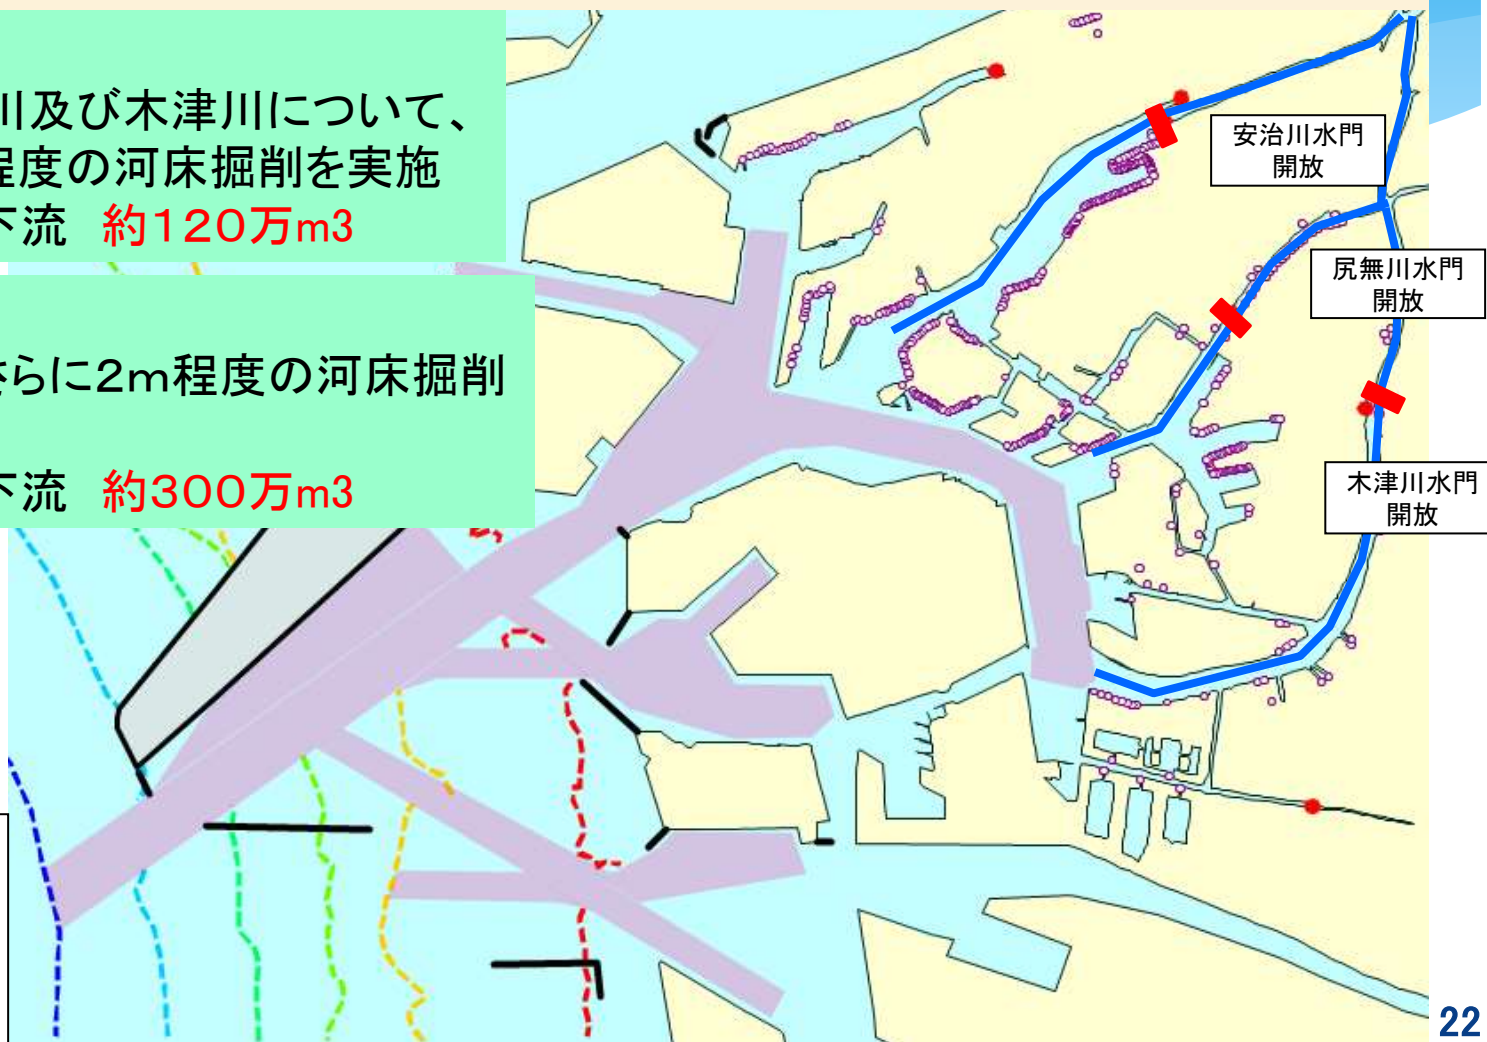 川及び木津川について、
程度の河床掘削を実施
下流 約120万m3
さらに2m程度の河床掘削
下流 約300万m3
安治川水門
開放
尻無川水門
開放
木津川水門
開放
22